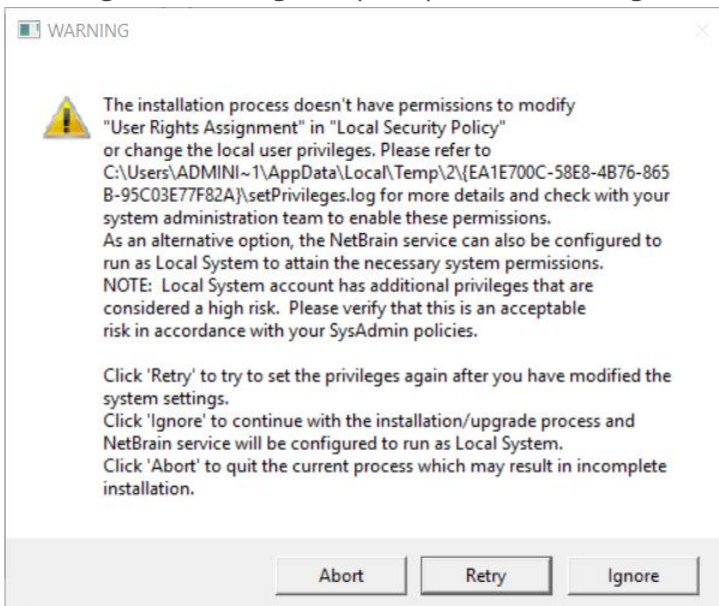 WARNING
The installation process doesn't have permissions to modify
"User Rights Assignment" in "Local Security Policy"
or change the local user privileges. Please refer to
C:\Users\ADMINI~1\AppData\Local\Temp\2\{EA1E700C-58E8-4B76-865
B-95C03E77F82A}\setPrivileges.log for more details and check with your
system administration team to enable these permissions.
As an alternative option, the NetBrain service can also be configured to
run as Local System to attain the necessary system permissions.
NOTE:  Local System account has additional privileges that are
considered a high risk.  Please verify that this is an acceptable
risk in accordance with your SysAdmin policies.
Click 'Retry' to try to set the privileges again after you have modified the
system settings.
Click 'Ignore' to continue with the installation/upgrade process and
NetBrain service will be configured to run as Local System.
Click 'Abort' to quit the current process which may result in incomplete
installation.
Abort
Retry
Ignore